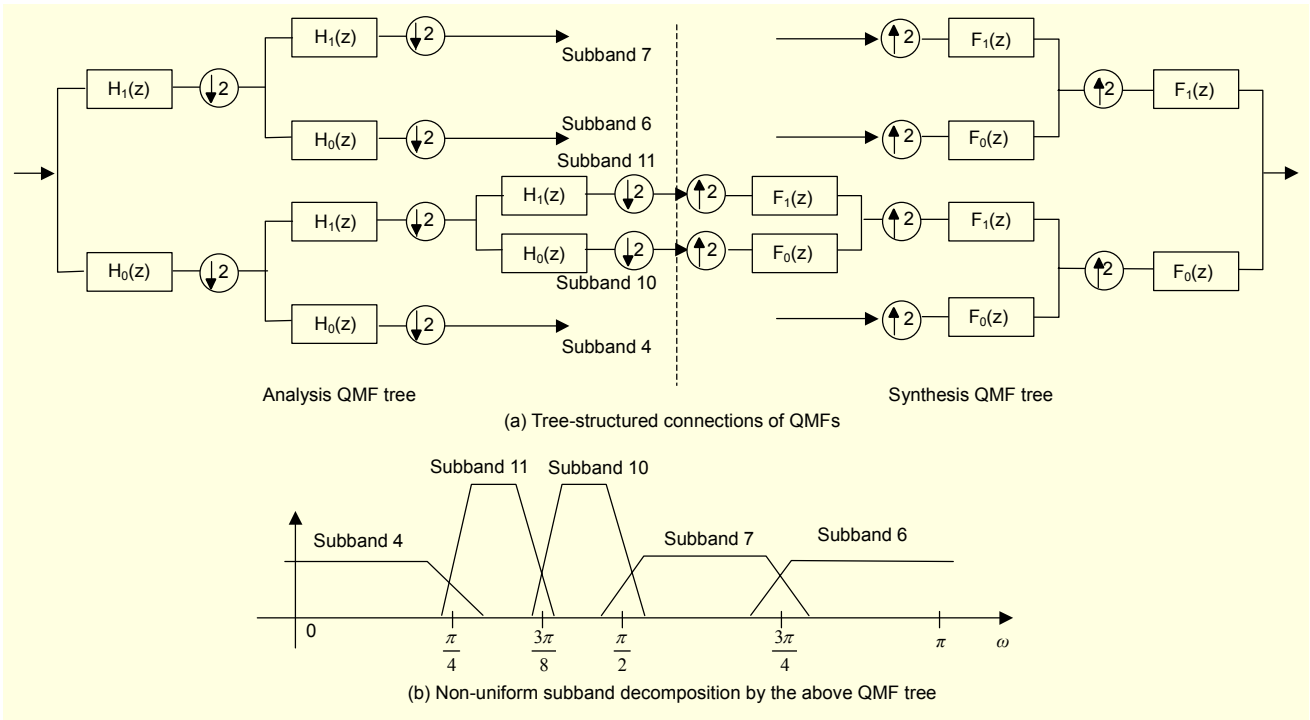 H₁(z) ↓2 Subband 7 ↑2 F₁(z)
H₁(z) ↓2 ↑2 F₁(z)
H₀(z) ↓2 Subband 6 ↑2 F₀(z)
Subband 11
H₁(z) ↓2 ↑2 F₁(z)
H₁(z) ↓2 ↑2 F₁(z)
H₀(z) ↓2 ↑2 F₀(z)
H₀(z) ↓2 ↑2 F₀(z)
Subband 10
H₀(z) ↓2 ↑2 F₀(z)
Subband 4
Analysis QMF tree Synthesis QMF tree
(a) Tree-structured connections of QMFs
Subband 11 Subband 10
Subband 4 Subband 7 Subband 6
0 π/4 3π/8 π/2 3π/4 π ω
(b) Non-uniform subband decomposition by the above QMF tree